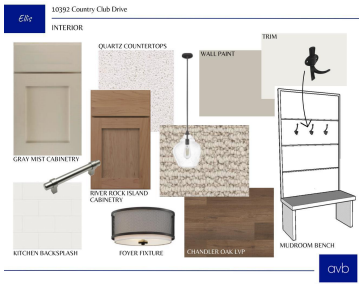 Ellis
10392 Country Club Drive
INTERIOR
TRIM
QUARTZ COUNTERTOPS
WALL PAINT
GRAY MIST CABINETRY
RIVER ROCK ISLAND
CABINETRY
KITCHEN BACKSPLASH
FOYER FIXTURE
CHANDLER OAK LVP
MUDROOM BENCH
avb